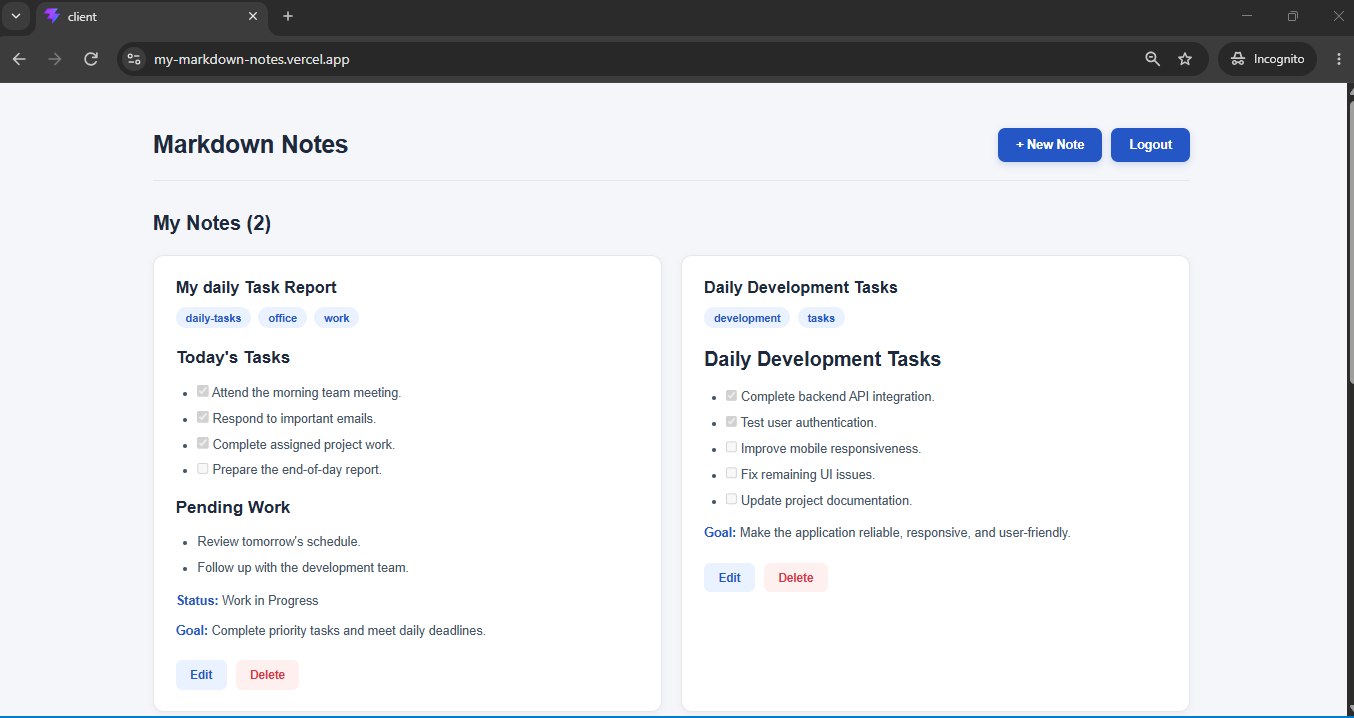 client
my-markdown-notes.vercel.app
Incognito
Markdown Notes
+ New Note
Logout
My Notes (2)
My daily Task Report
daily-tasks
office
work
Today's Tasks
Attend the morning team meeting.
Respond to important emails.
Complete assigned project work.
Prepare the end-of-day report.
Pending Work
Review tomorrow's schedule.
Follow up with the development team.
Status: Work in Progress
Goal: Complete priority tasks and meet daily deadlines.
Edit
Delete
Daily Development Tasks
development
tasks
Daily Development Tasks
Complete backend API integration.
Test user authentication.
Improve mobile responsiveness.
Fix remaining UI issues.
Update project documentation.
Goal: Make the application reliable, responsive, and user-friendly.
Edit
Delete